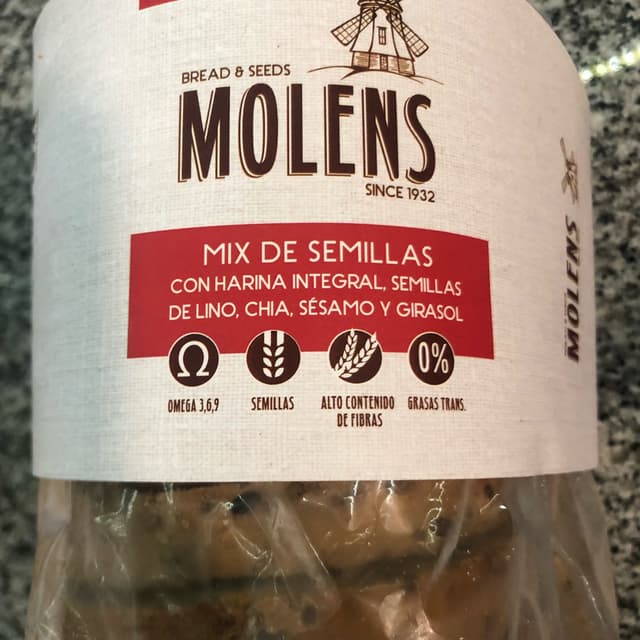 BREAD & SEEDS
MOLENS
SINCE 1932
MIX DE SEMILLAS
CON HARINA INTEGRAL, SEMILLAS
DE LINO, CHIA, SÉSAMO Y GIRASOL
Ω
0%
OMEGA 3,6,9
SEMILLAS
ALTO CONTENIDO
DE FIBRAS
GRASAS TRANS.
MOLENS